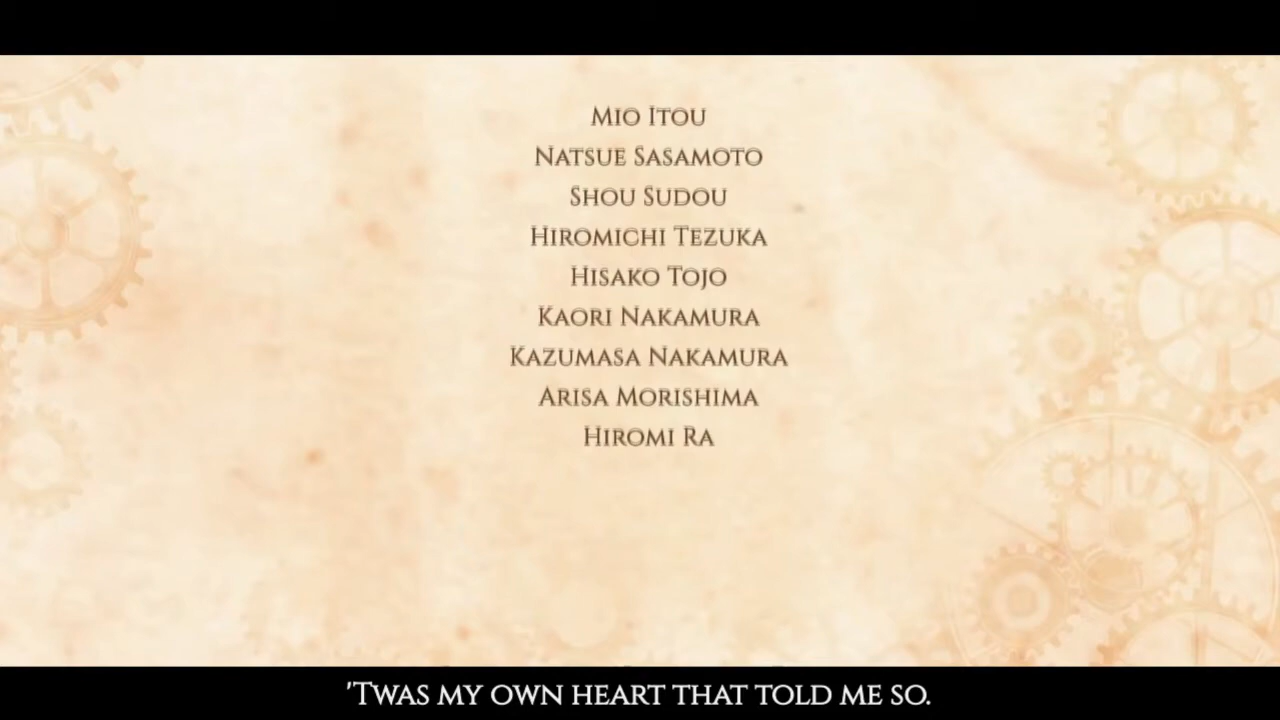 Mio Itou
Natsue Sasamoto
Shou Sudou
Hiromichi Tezuka
Hisako Tojo
Kaori Nakamura
Kazumasa Nakamura
Arisa Morishima
Hiromi Ra
'Twas my own heart that told me so.